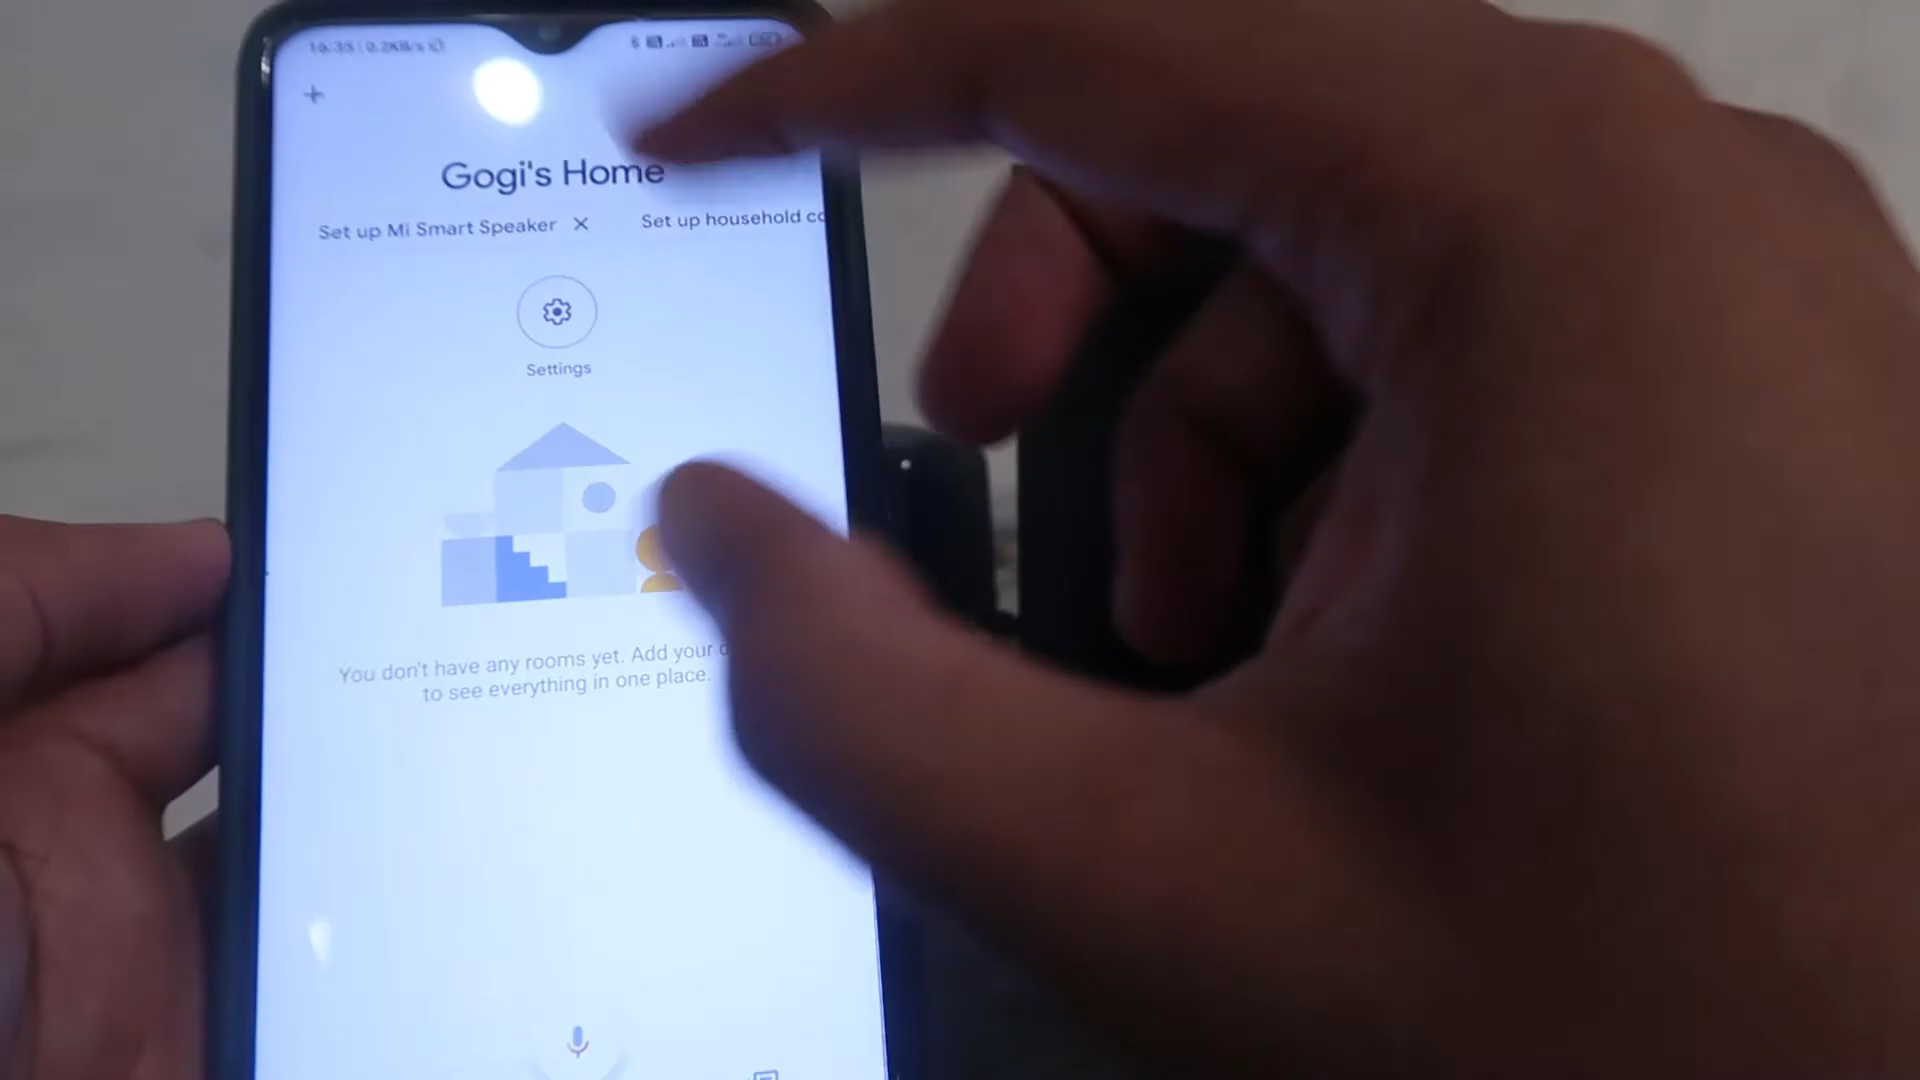 Gogi's Home
Set up Mi Smart Speaker
Set up household
Settings
You don't have any rooms yet. Add your
to see everything in one place.